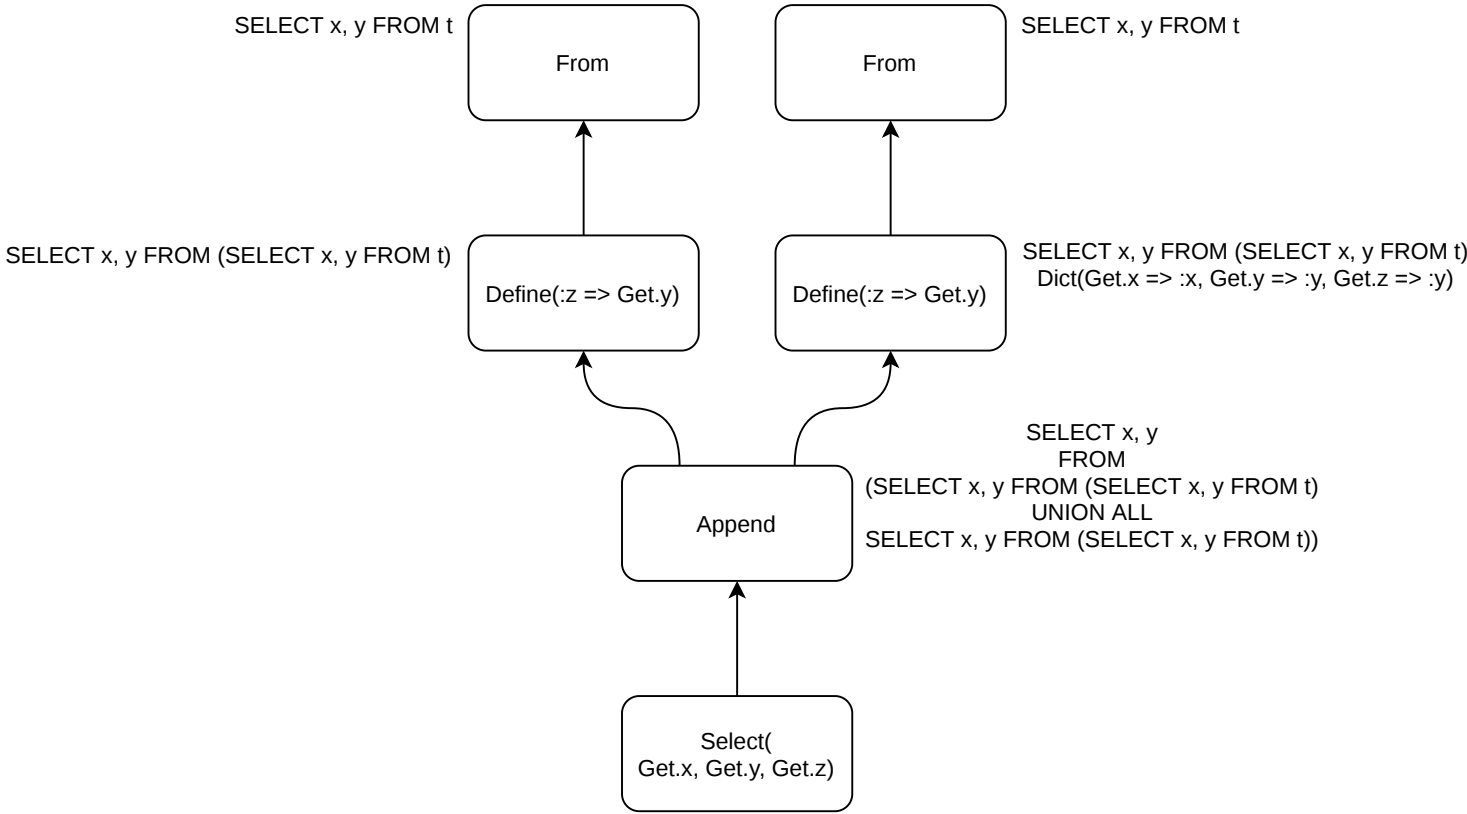 SELECT x, y FROM t
From
From
SELECT x, y FROM t
SELECT x, y FROM (SELECT x, y FROM t)
Define(:z => Get.y)
Define(:z => Get.y)
SELECT x, y FROM (SELECT x, y FROM t)
Dict(Get.x => :x, Get.y => :y, Get.z => :y)
Append
SELECT x, y
FROM
(SELECT x, y FROM (SELECT x, y FROM t)
UNION ALL
SELECT x, y FROM (SELECT x, y FROM t))
Select(
Get.x, Get.y, Get.z)